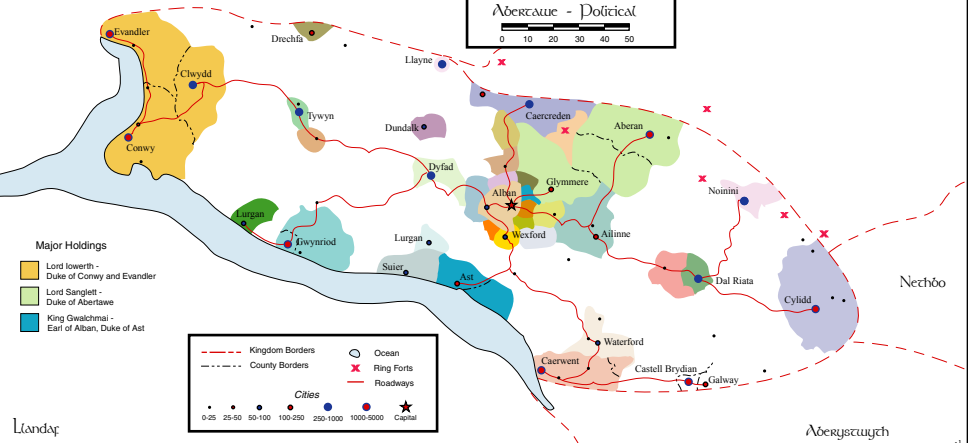 Abertawe - Political
0 10 20 30 40 50
Evandler
Drechfa
Llayne
Clwydd
Tywyn
Caercreden
Aberan
Dundalk
Conwy
Dyfad
Glymmere
Noinini
Alban
Lurgan
Gwynriod
Lurgan
Wexford
Ailinne
Suier
Ast
Dal Riata
Nethbo
Cylidd
Waterford
Caerwent
Castell Brydian
Galway
Major Holdings
Lord Iowerth -
Duke of Conwy and Evandler
Lord Sanglett -
Duke of Abertawe
King Gwalchmai -
Earl of Alban, Duke of Ast
Kingdom Borders
County Borders
Ocean
Ring Forts
Roadways
Cities
0-25 25-50 50-100 100-250 250-1000 1000-5000 Capital
Llandaf
Aberystwyth